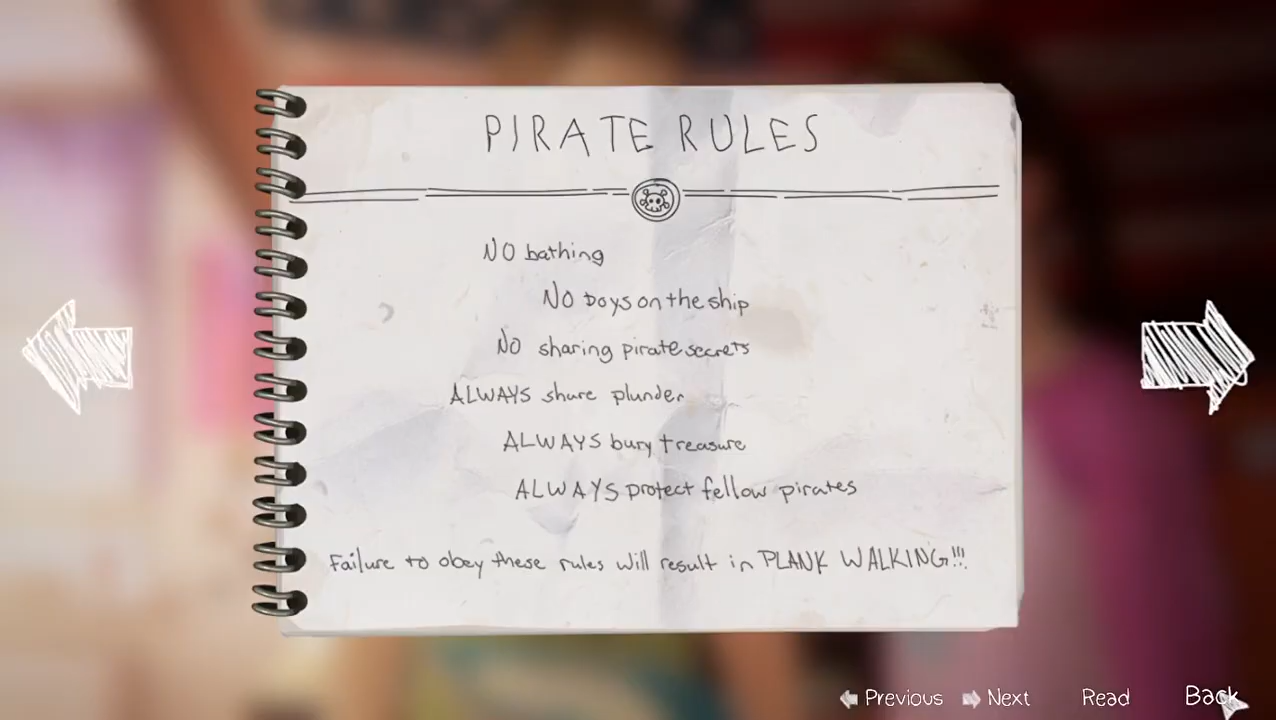 PIRATE RULES
NO bathing
NO boys on the ship
NO sharing pirate secrets
ALWAYS share plunder
ALWAYS bury treasure
ALWAYS protect fellow pirates
Failure to obey these rules will result in PLANK WALKING!!!
Previous Next Read Back